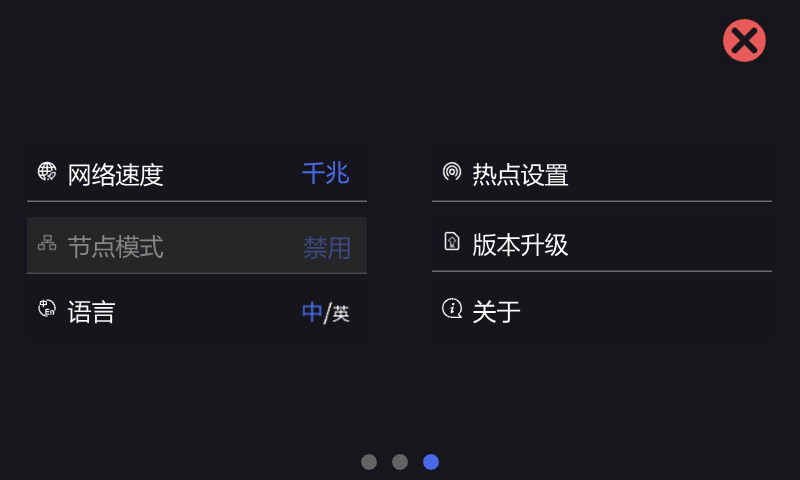 网络速度 千兆
热点设置
节点模式 禁用
版本升级
语言 中/英
关于